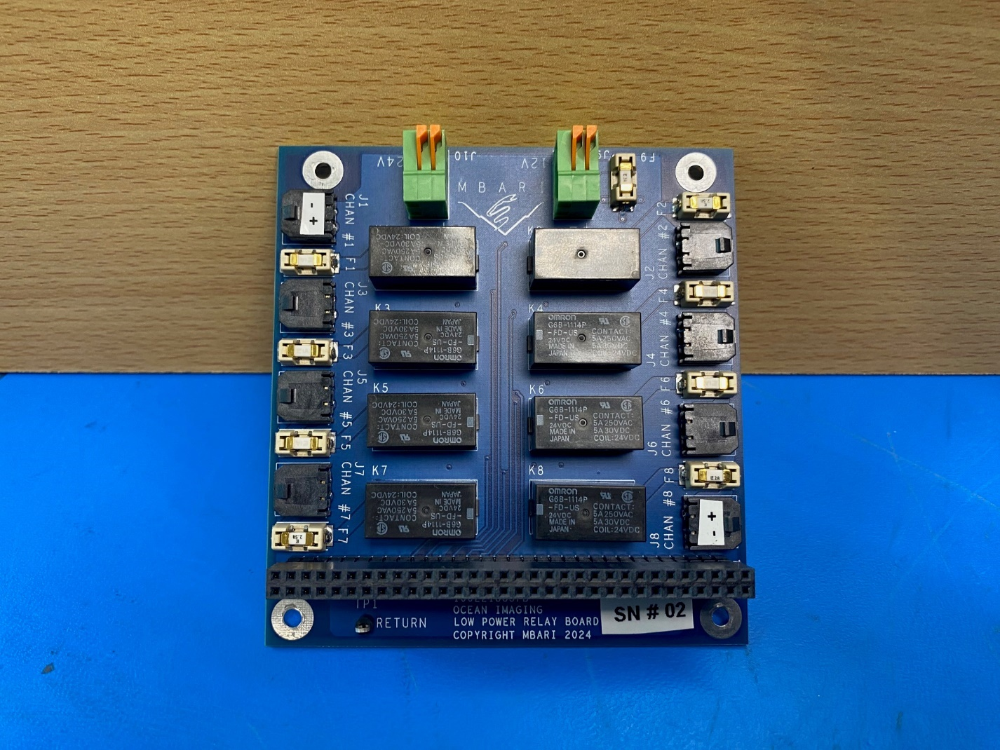 24V
J10
12V
J9
F9
MBARI
J1
CHAN #1
-
+
F1
CONTACT:
5A250VAC
5A30VDC
COIL:24VDC
F2
CHAN #2
J2
J3
CHAN #3
F3
K3
OMRON
G6B-1114P
-FD-US
24VDC
MADE IN
JAPAN
CONTACT:
5A250VAC
5A30VDC
COIL:24VDC
K4
OMRON
G6B-1114P
-FD-US
24VDC
MADE IN
JAPAN
CONTACT:
5A250VAC
5A30VDC
COIL:24VDC
F4
CHAN #4
J4
J5
CHAN #5
F5
K5
OMRON
G6B-1114P
-FD-US
24VDC
MADE IN
JAPAN
CONTACT:
5A250VAC
5A30VDC
COIL:24VDC
K6
OMRON
G6B-1114P
-FD-US
24VDC
MADE IN
JAPAN
CONTACT:
5A250VAC
5A30VDC
COIL:24VDC
F6
CHAN #6
J6
J7
CHAN #7
F7
2.5A
K7
OMRON
G6B-1114P
-FD-US
24VDC
MADE IN
JAPAN
CONTACT:
5A250VAC
5A30VDC
COIL:24VDC
K8
OMRON
G6B-1114P
-FD-US
24VDC
MADE IN
JAPAN
CONTACT:
5A250VAC
5A30VDC
COIL:24VDC
F8
CHAN #8
J8
+
-
TP1
RETURN
OCEAN IMAGING
LOW POWER RELAY BOARD
COPYRIGHT MBARI 2024
SN # 02